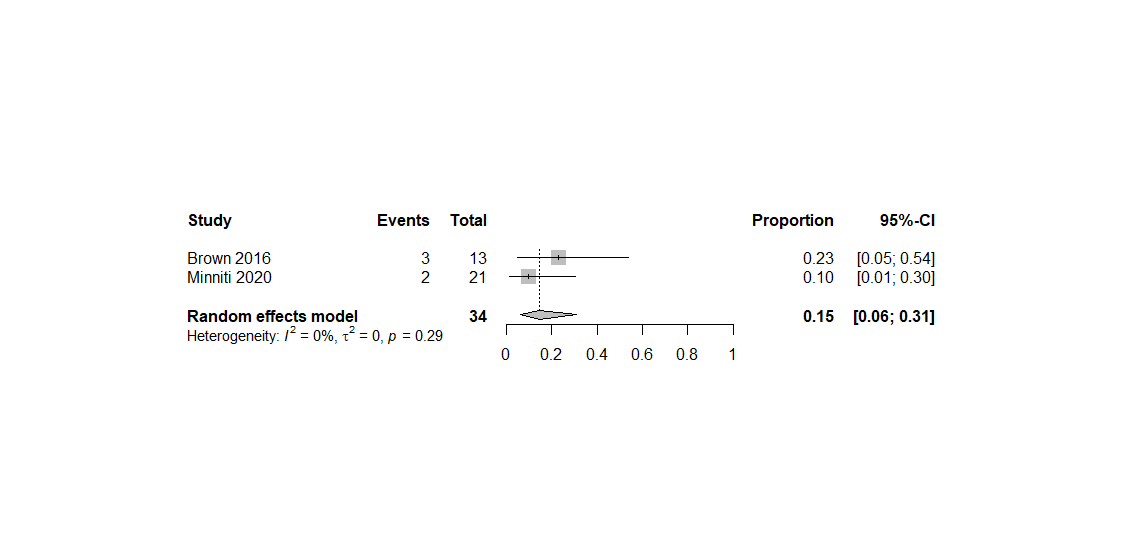 Study Events Total Proportion 95%-CI
Brown 2016 3 13 0.23 [0.05; 0.54]
Minniti 2020 2 21 0.10 [0.01; 0.30]
Random effects model 34 0.15 [0.06; 0.31]
Heterogeneity: I² = 0%, τ² = 0, p = 0.29
0 0.2 0.4 0.6 0.8 1